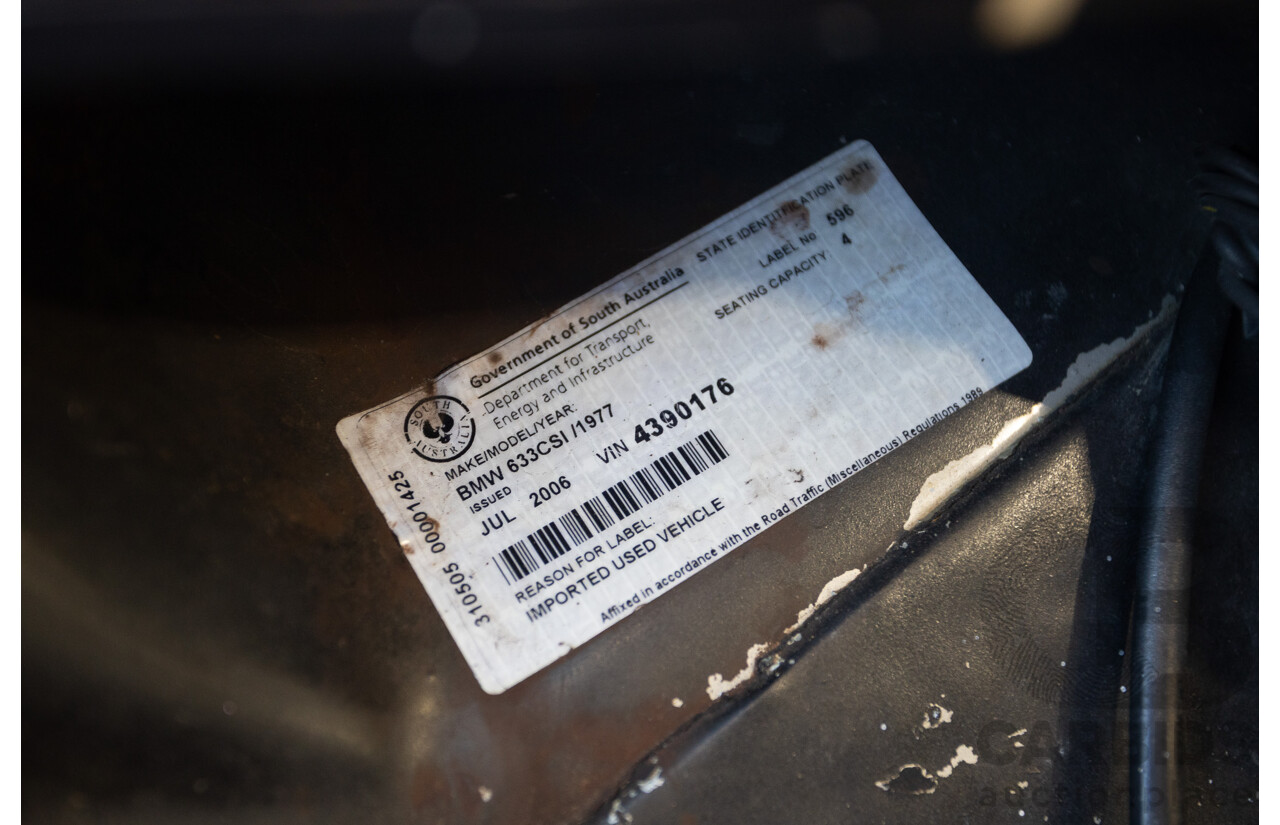 SOUTH AUSTRALIA
Government of South Australia
Department for Transport,
Energy and Infrastructure
STATE IDENTIFICATION PLATE
LABEL No 596
SEATING CAPACITY 4
MAKE/MODEL/YEAR:
BMW 633CSI /1977
ISSUED
JUL 2006 VIN 4390176
REASON FOR LABEL:
IMPORTED USED VEHICLE
Affixed in accordance with the Road Traffic (Miscellaneous) Regulations 1989
310505 00001425